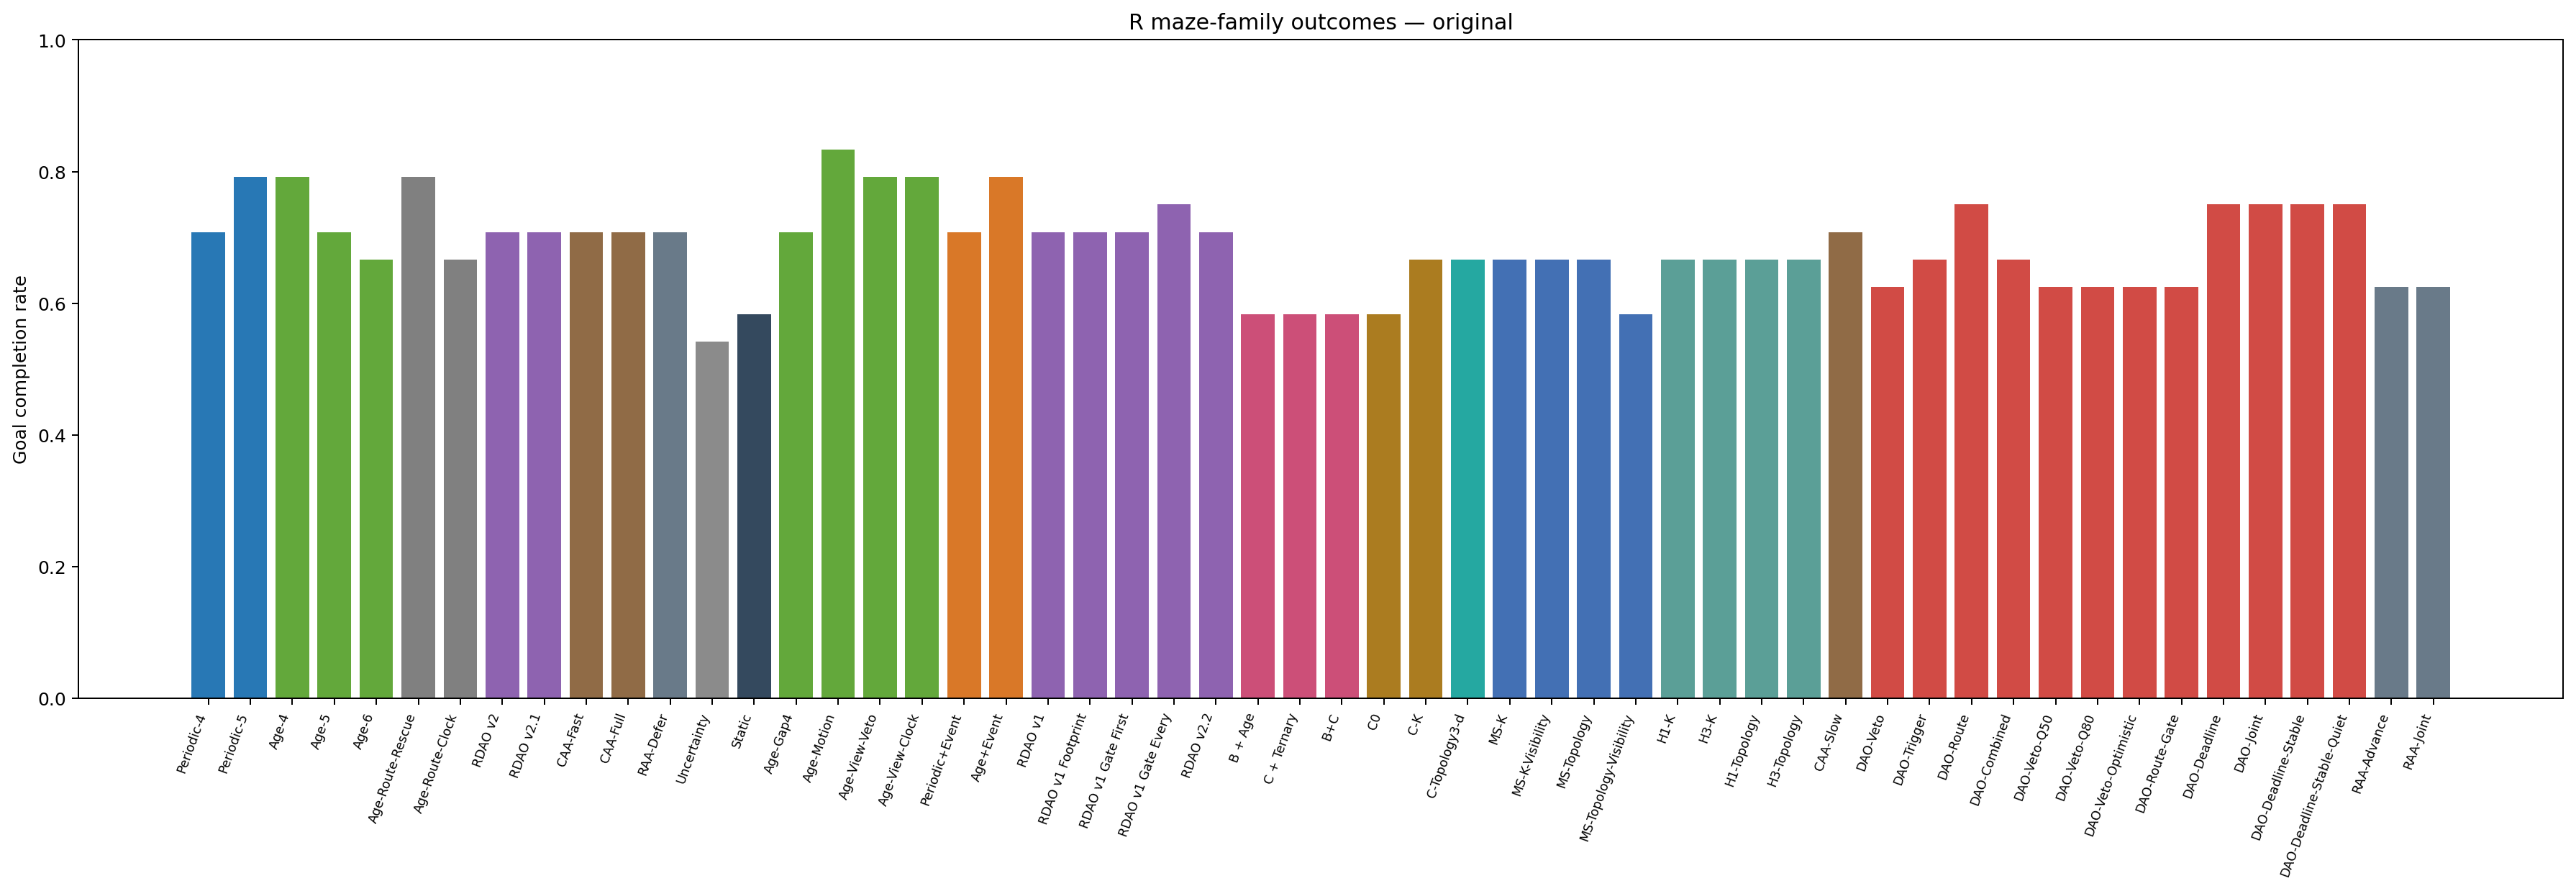 R maze-family outcomes — original
Goal completion rate
1.0
0.8
0.6
0.4
0.2
0.0
Periodic-4
Periodic-5
Age-4
Age-5
Age-6
Age-Route-Rescue
Age-Route-Clock
RDAO v2
RDAO v2.1
CAA-Fast
CAA-Full
RAA-Defer
Uncertainty
Static
Age-Gap4
Age-Motion
Age-View-Veto
Age-View-Clock
Periodic+Event
Age+Event
RDAO v1
RDAO v1 Footprint
RDAO v1 Gate First
RDAO v1 Gate Every
RDAO v2.2
B + Age
C + Ternary
B+C
C0
C-K
C-Topology3-d
MS-K
MS-K-Visibility
MS-Topology
MS-Topology-Visibility
H1-K
H3-K
H1-Topology
H3-Topology
CAA-Slow
DAO-Veto
DAO-Trigger
DAO-Route
DAO-Combined
DAO-Veto-Q50
DAO-Veto-Q80
DAO-Veto-Optimistic
DAO-Route-Gate
DAO-Deadline
DAO-Joint
DAO-Deadline-Stable
DAO-Deadline-Stable-Quiet
RAA-Advance
RAA-Joint